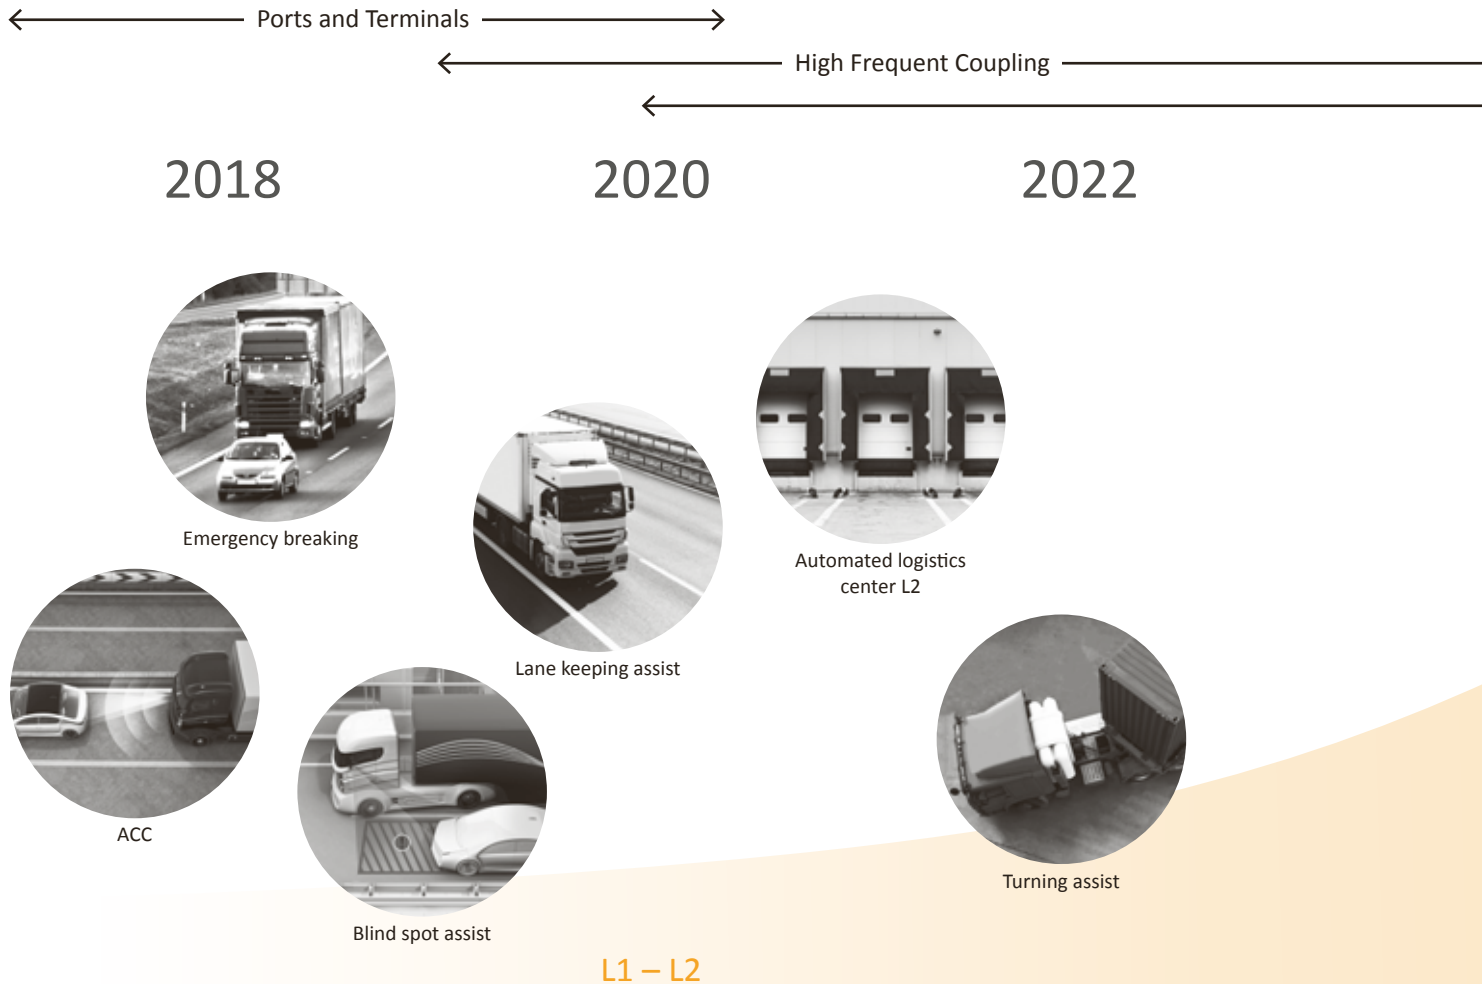 Ports and Terminals
High Frequent Coupling
2018
2020
2022
Emergency breaking
Automated logistics
center L2
Lane keeping assist
ACC
Turning assist
Blind spot assist
L1 – L2